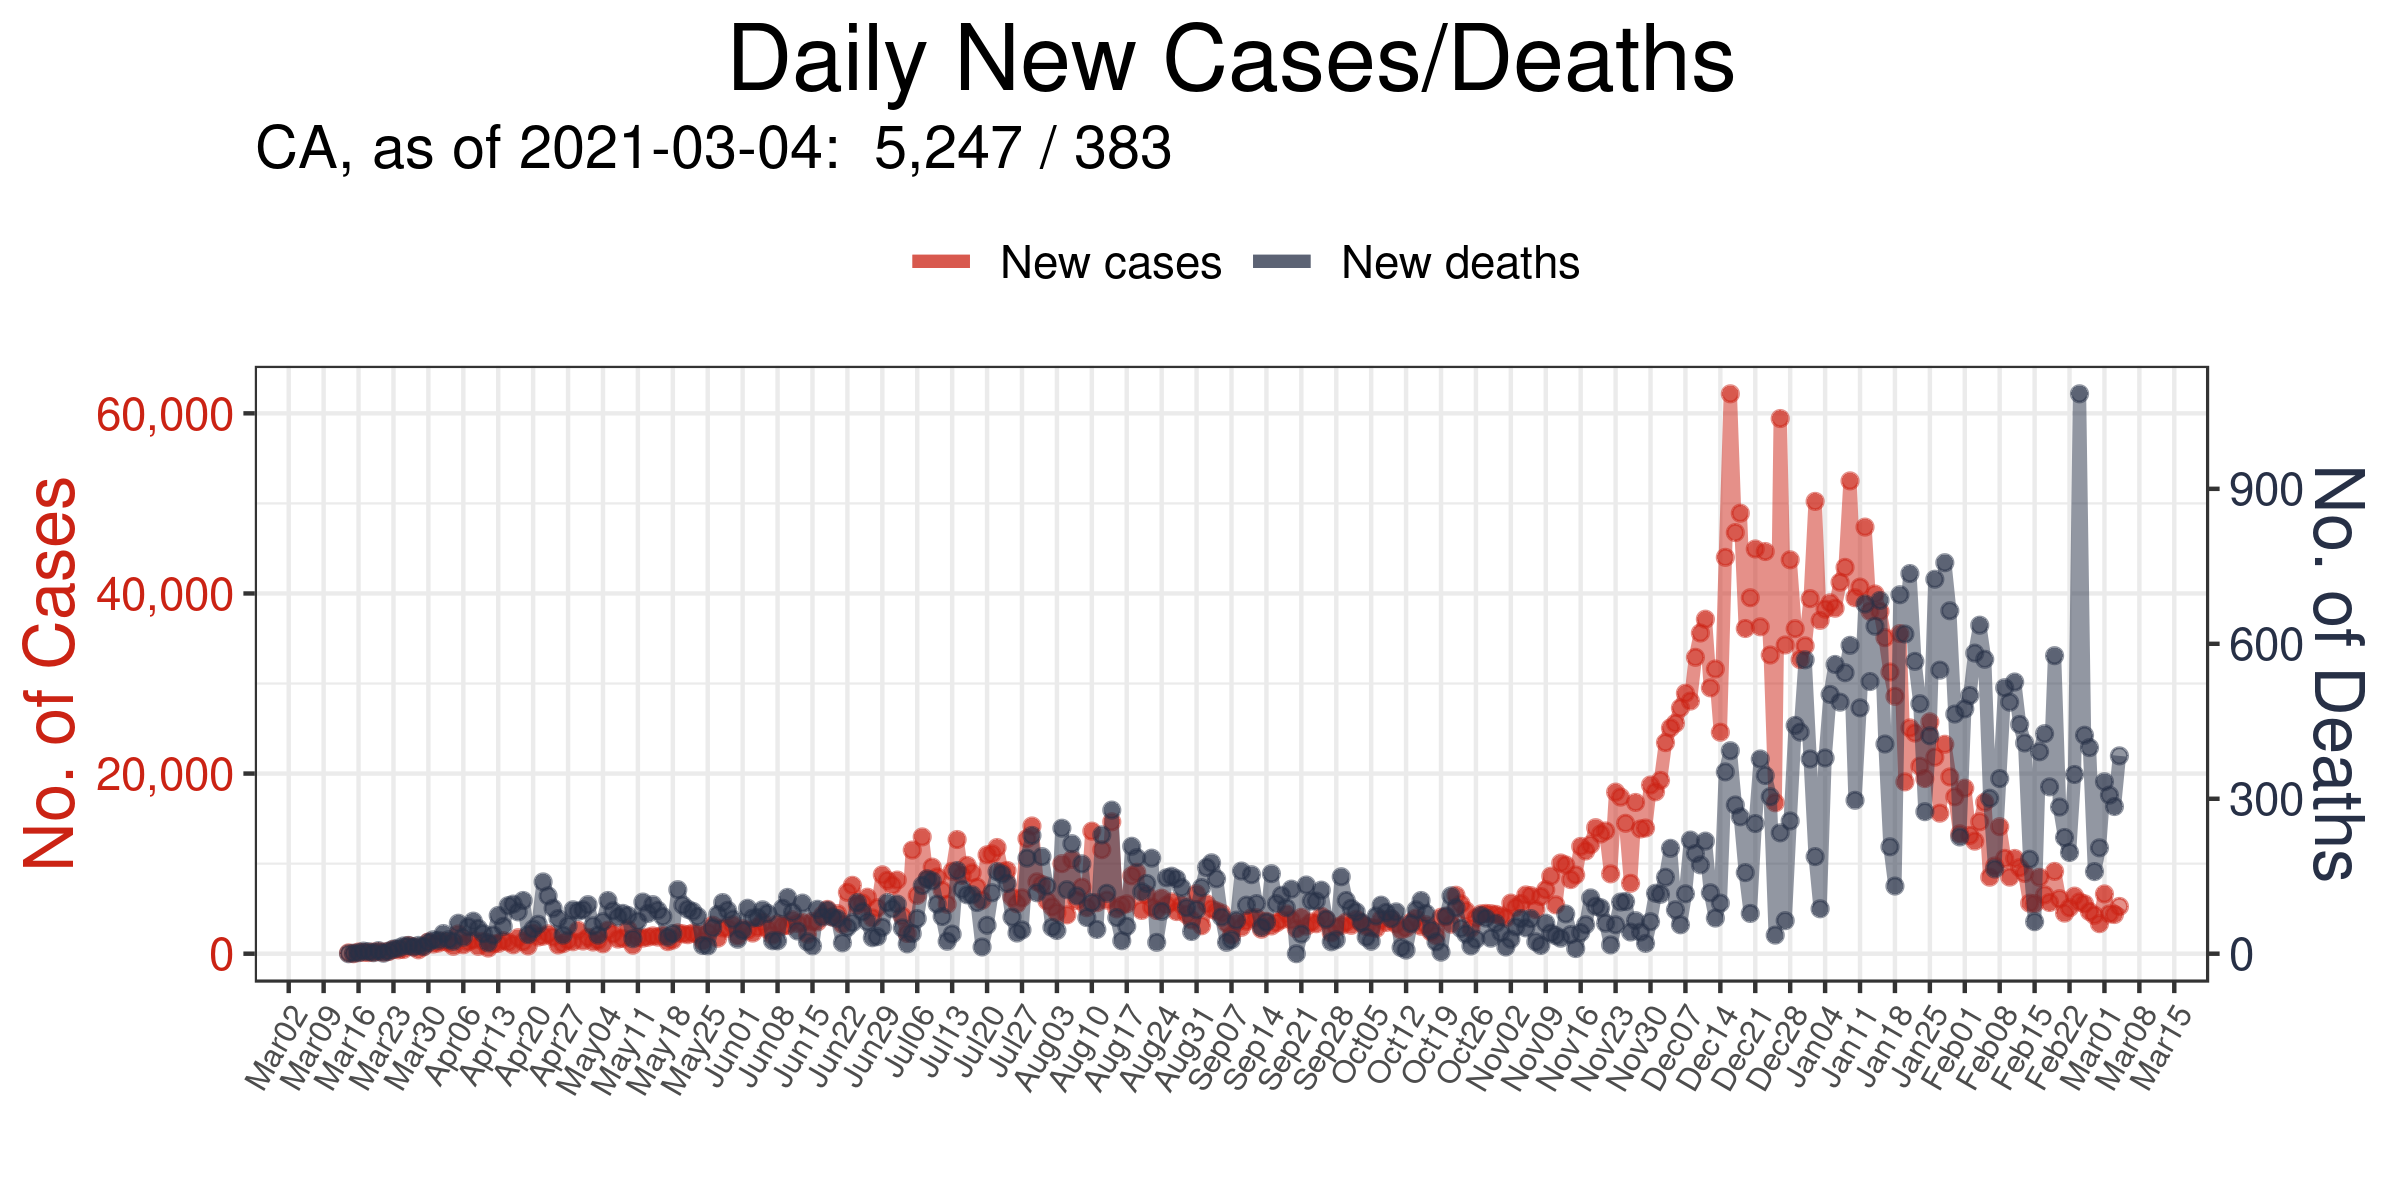 Daily New Cases/Deaths
CA, as of 2021-03-04:  5,247 / 383
New cases
New deaths
No. of Cases
60,000
40,000
20,000
0
No. of Deaths
900
600
300
0
Mar02
Mar09
Mar16
Mar23
Mar30
Apr06
Apr13
Apr20
Apr27
May04
May11
May18
May25
Jun01
Jun08
Jun15
Jun22
Jun29
Jul06
Jul13
Jul20
Jul27
Aug03
Aug10
Aug17
Aug24
Aug31
Sep07
Sep14
Sep21
Sep28
Oct05
Oct12
Oct19
Oct26
Nov02
Nov09
Nov16
Nov23
Nov30
Dec07
Dec14
Dec21
Dec28
Jan04
Jan11
Jan18
Jan25
Feb01
Feb08
Feb15
Feb22
Mar01
Mar08
Mar15